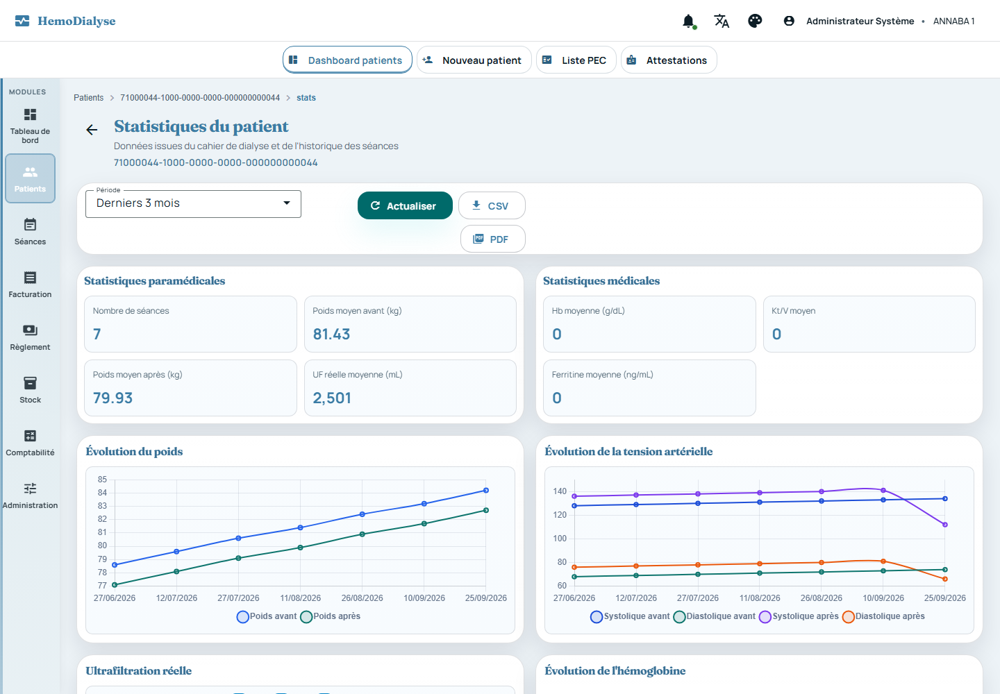 HemoDialyse
Administrateur Système • ANNABA 1
Dashboard patients
Nouveau patient
Liste PEC
Attestations
MODULES
Tableau de
bord
Patients
Séances
Facturation
Règlement
Stock
Comptabilité
Administration
Patients > 71000044-1000-0000-0000-000000000044 > stats
Statistiques du patient
Données issues du cahier de dialyse et de l'historique des séances
71000044-1000-0000-0000-000000000044
Période
Derniers 3 mois
Actualiser
CSV
PDF
Statistiques paramédicales
Nombre de séances
7
Poids moyen avant (kg)
81.43
Poids moyen après (kg)
79.93
UF réelle moyenne (mL)
2,501
Statistiques médicales
Hb moyenne (g/dL)
0
Kt/V moyen
0
Ferritine moyenne (ng/mL)
0
Évolution du poids
85
84
83
82
81
80
79
78
77
27/06/2026 12/07/2026 27/07/2026 11/08/2026 26/08/2026 10/09/2026 25/09/2026
Poids avant Poids après
Évolution de la tension artérielle
140
120
100
80
60
27/06/2026 12/07/2026 27/07/2026 11/08/2026 26/08/2026 10/09/2026 25/09/2026
Systolique avant Diastolique avant Systolique après Diastolique après
Ultrafiltration réelle
Évolution de l'hémoglobine